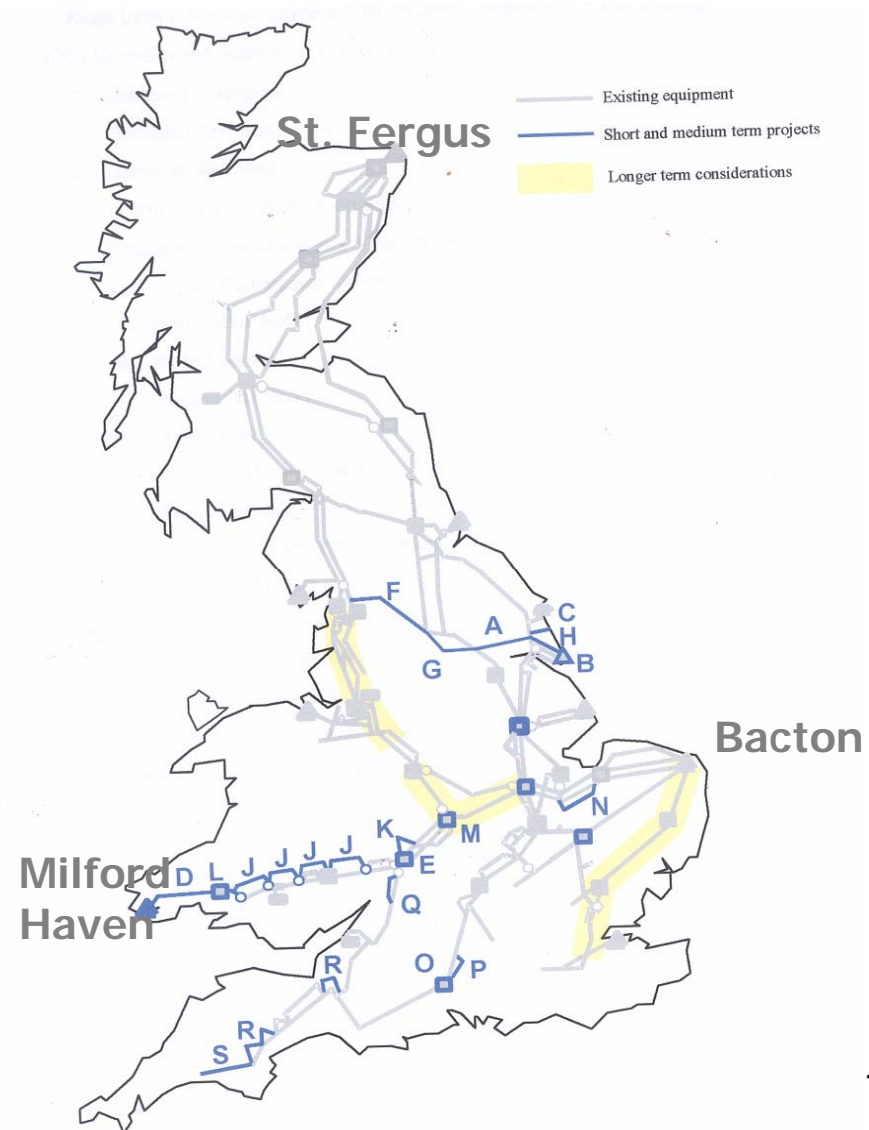 St. Fergus
Existing equipment
Short and medium term projects
Longer term considerations
F
C
A
H
G
B
Bacton
N
K
M
J
J
J
J
E
Milford
D
L
Haven
Q
R
O
P
R
S